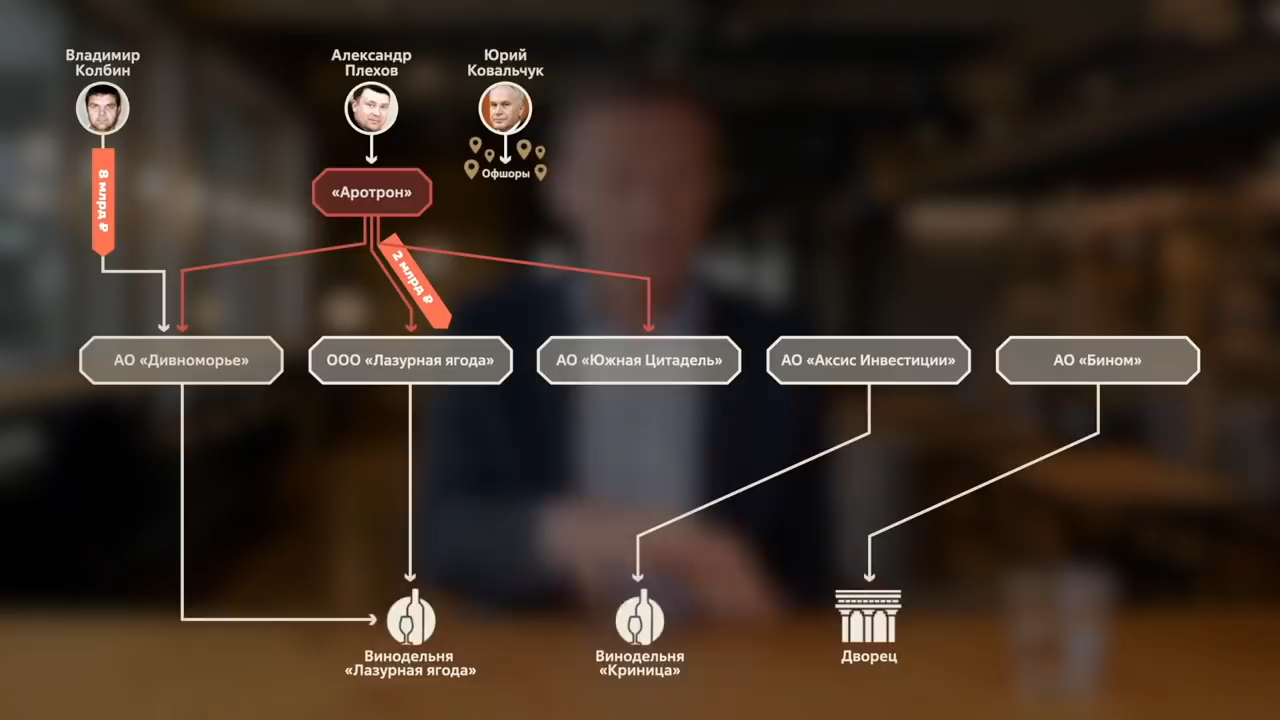 Владимир
Колбин
Александр
Плехов
Юрий
Ковальчук
Офшоры
«Аротрон»
8 млрд ₽
2 млрд ₽
АО «Дивноморье»
ООО «Лазурная ягода»
АО «Южная Цитадель»
АО «Аксис Инвестиции»
АО «Бином»
Винодельня
«Лазурная ягода»
Винодельня
«Криница»
Дворец